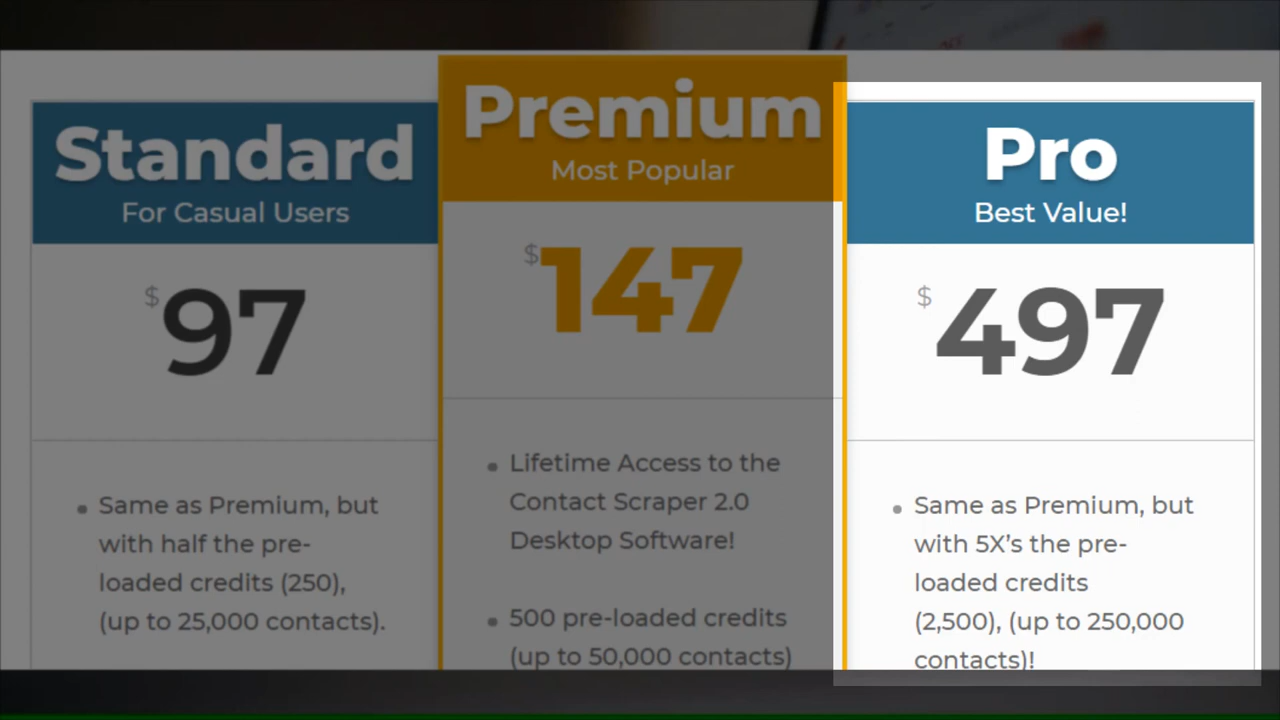 Standard
For Casual Users
$97
Same as Premium, but
with half the pre-
loaded credits (250),
(up to 25,000 contacts).
Premium
Most Popular
$147
Lifetime Access to the
Contact Scraper 2.0
Desktop Software!
500 pre-loaded credits
(up to 50,000 contacts)
Pro
Best Value!
$497
Same as Premium, but
with 5X’s the pre-
loaded credits
(2,500), (up to 250,000
contacts)!